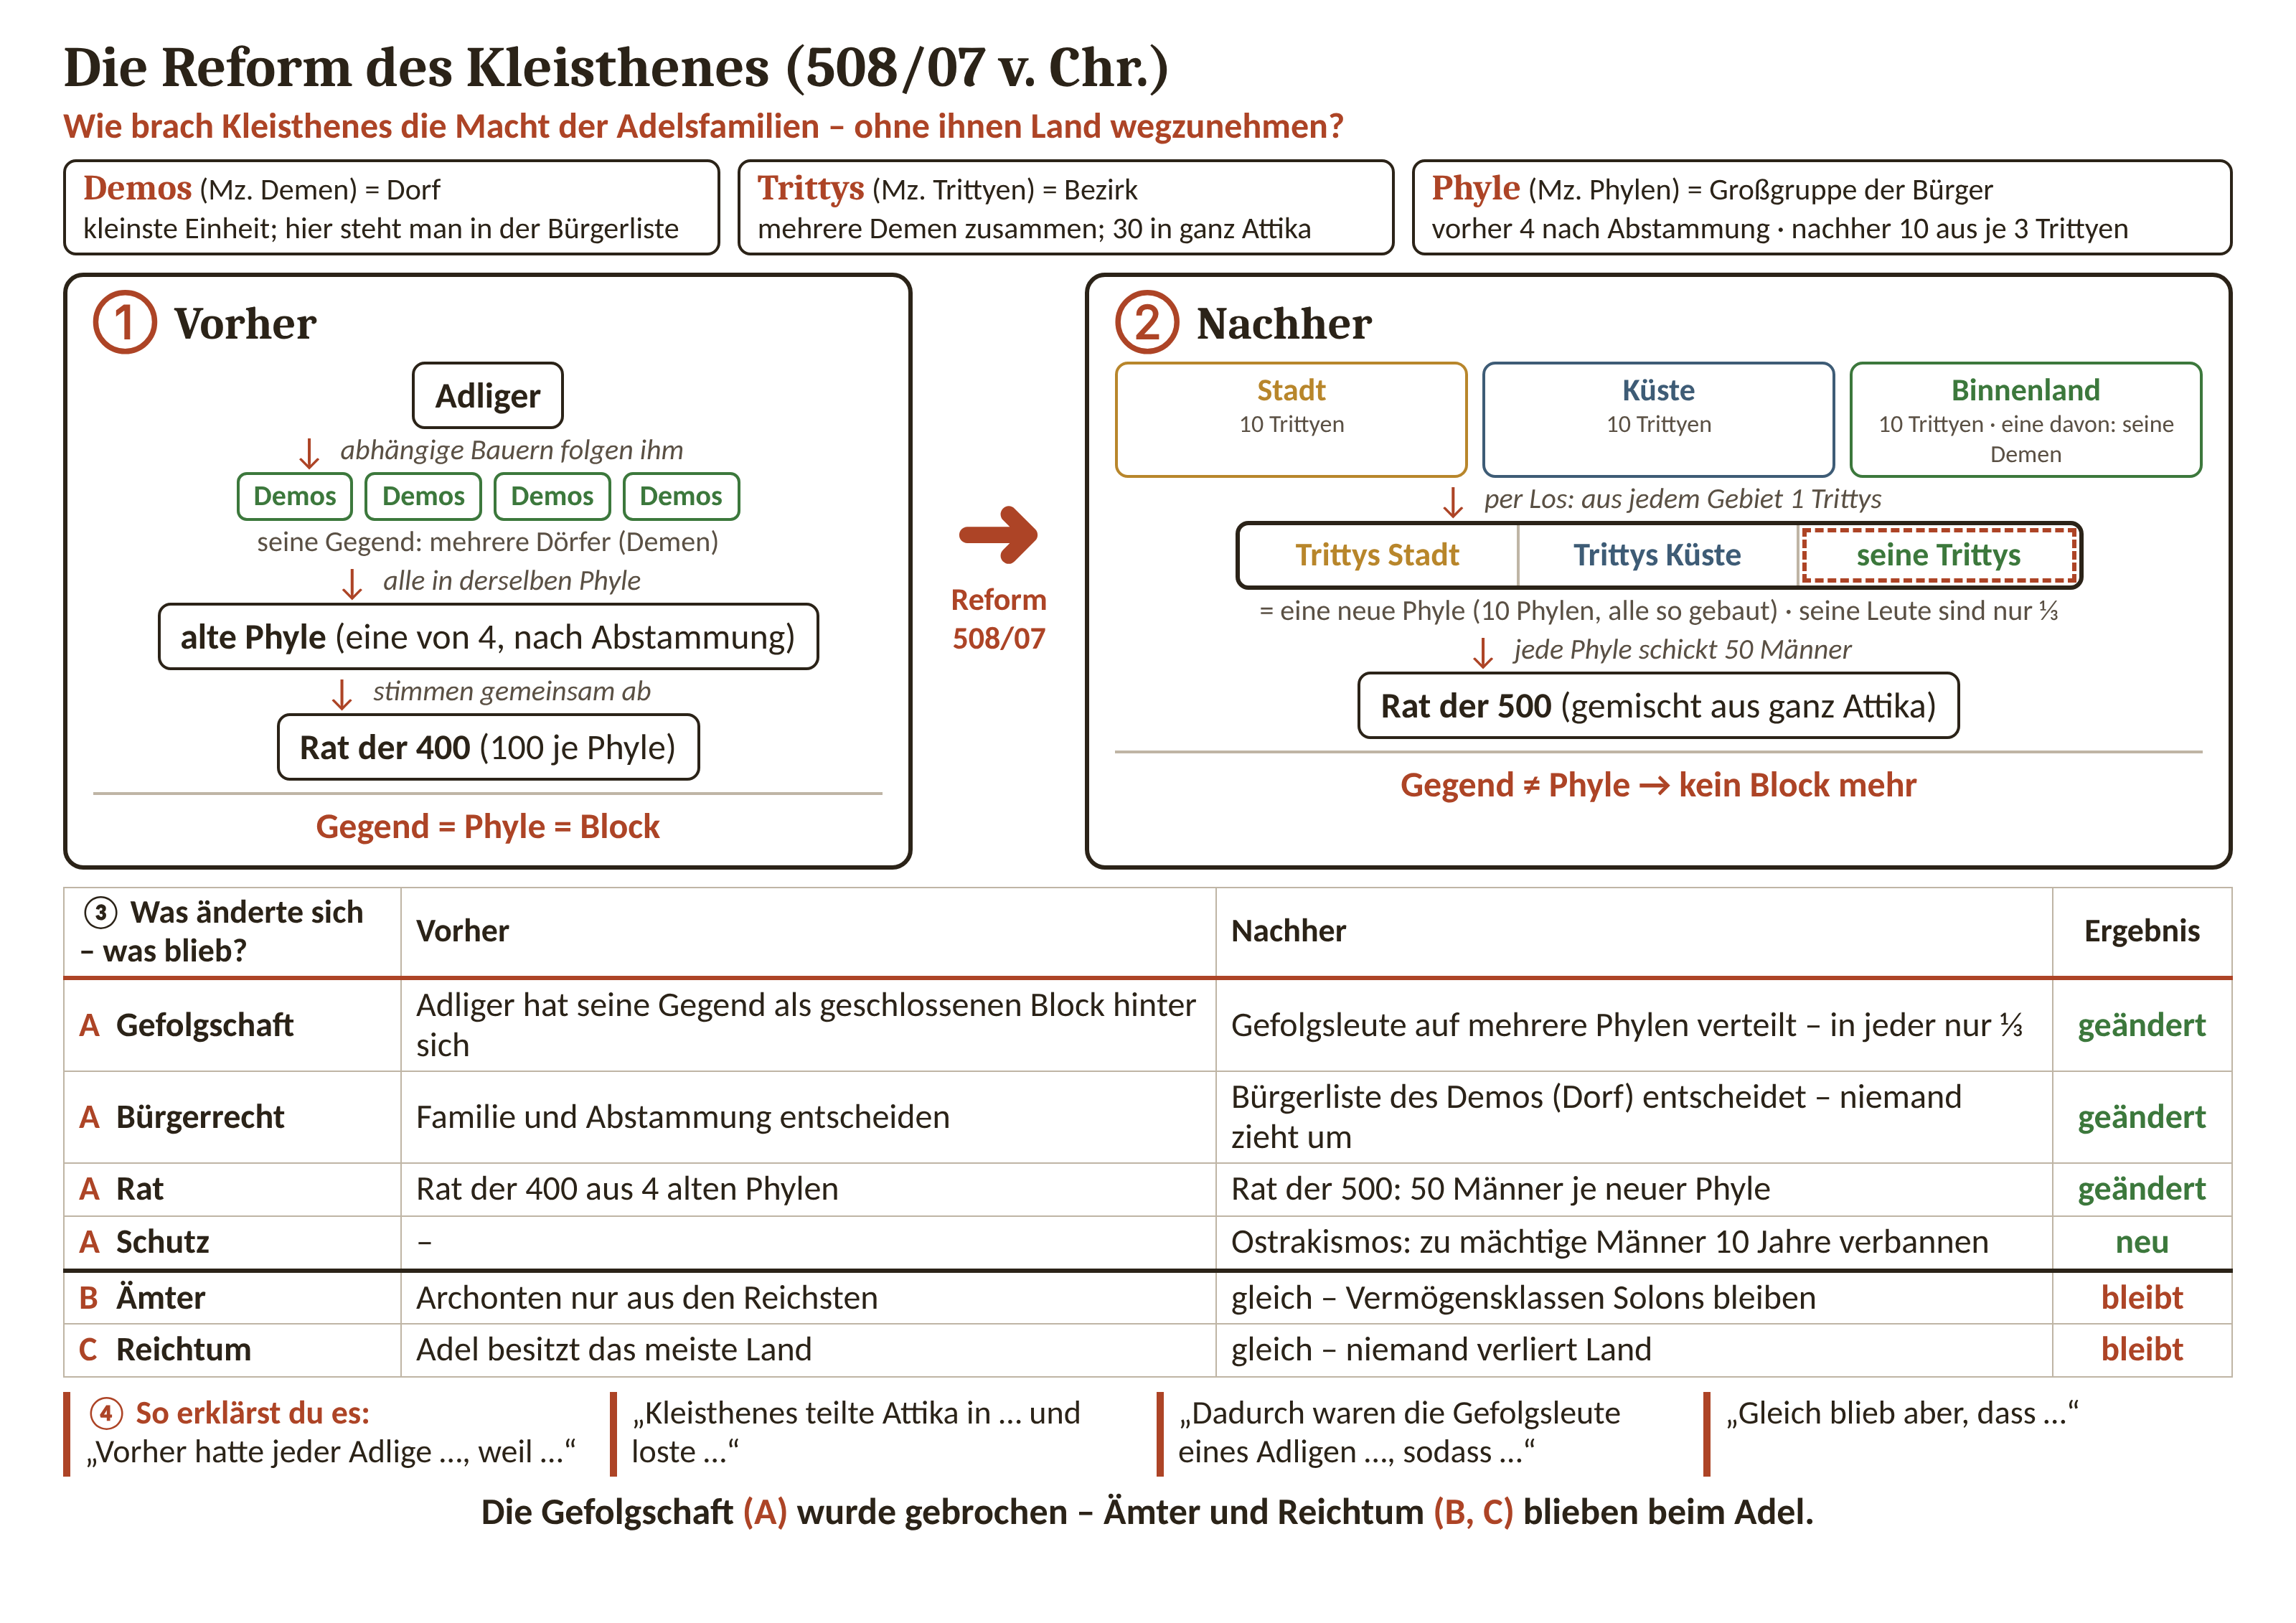 Die Reform des Kleisthenes (508/07 v. Chr.)
Wie brach Kleisthenes die Macht der Adelsfamilien – ohne ihnen Land wegzunehmen?
Demos (Mz. Demen) = Dorf
kleinste Einheit; hier steht man in der Bürgerliste
Trittys (Mz. Trittyen) = Bezirk
mehrere Demen zusammen; 30 in ganz Attika
Phyle (Mz. Phylen) = Großgruppe der Bürger
vorher 4 nach Abstammung · nachher 10 aus je 3 Trittyen
① Vorher
Adliger
↓ abhängige Bauern folgen ihm
Demos Demos Demos Demos
seine Gegend: mehrere Dörfer (Demen)
↓ alle in derselben Phyle
alte Phyle (eine von 4, nach Abstammung)
↓ stimmen gemeinsam ab
Rat der 400 (100 je Phyle)
Gegend = Phyle = Block
➜
Reform
508/07
② Nachher
Stadt
10 Trittyen
Küste
10 Trittyen
Binnenland
10 Trittyen · eine davon: seine
Demen
↓ per Los: aus jedem Gebiet 1 Trittys
Trittys Stadt Trittys Küste seine Trittys
= eine neue Phyle (10 Phylen, alle so gebaut) · seine Leute sind nur ⅓
↓ jede Phyle schickt 50 Männer
Rat der 500 (gemischt aus ganz Attika)
Gegend ≠ Phyle → kein Block mehr
③ Was änderte sich
– was blieb?
Vorher
Nachher
Ergebnis
A Gefolgschaft
Adliger hat seine Gegend als geschlossenen Block hinter
sich
Gefolgsleute auf mehrere Phylen verteilt – in jeder nur ⅓
geändert
A Bürgerrecht
Familie und Abstammung entscheiden
Bürgerliste des Demos (Dorf) entscheidet – niemand
zieht um
geändert
A Rat
Rat der 400 aus 4 alten Phylen
Rat der 500: 50 Männer je neuer Phyle
geändert
A Schutz
–
Ostrakismos: zu mächtige Männer 10 Jahre verbannen
neu
B Ämter
Archonten nur aus den Reichsten
gleich – Vermögensklassen Solons bleiben
bleibt
C Reichtum
Adel besitzt das meiste Land
gleich – niemand verliert Land
bleibt
④ So erklärst du es:
„Vorher hatte jeder Adlige …, weil …“
„Kleisthenes teilte Attika in … und
loste …“
„Dadurch waren die Gefolgsleute
eines Adligen …, sodass …“
„Gleich blieb aber, dass …“
Die Gefolgschaft (A) wurde gebrochen – Ämter und Reichtum (B, C) blieben beim Adel.